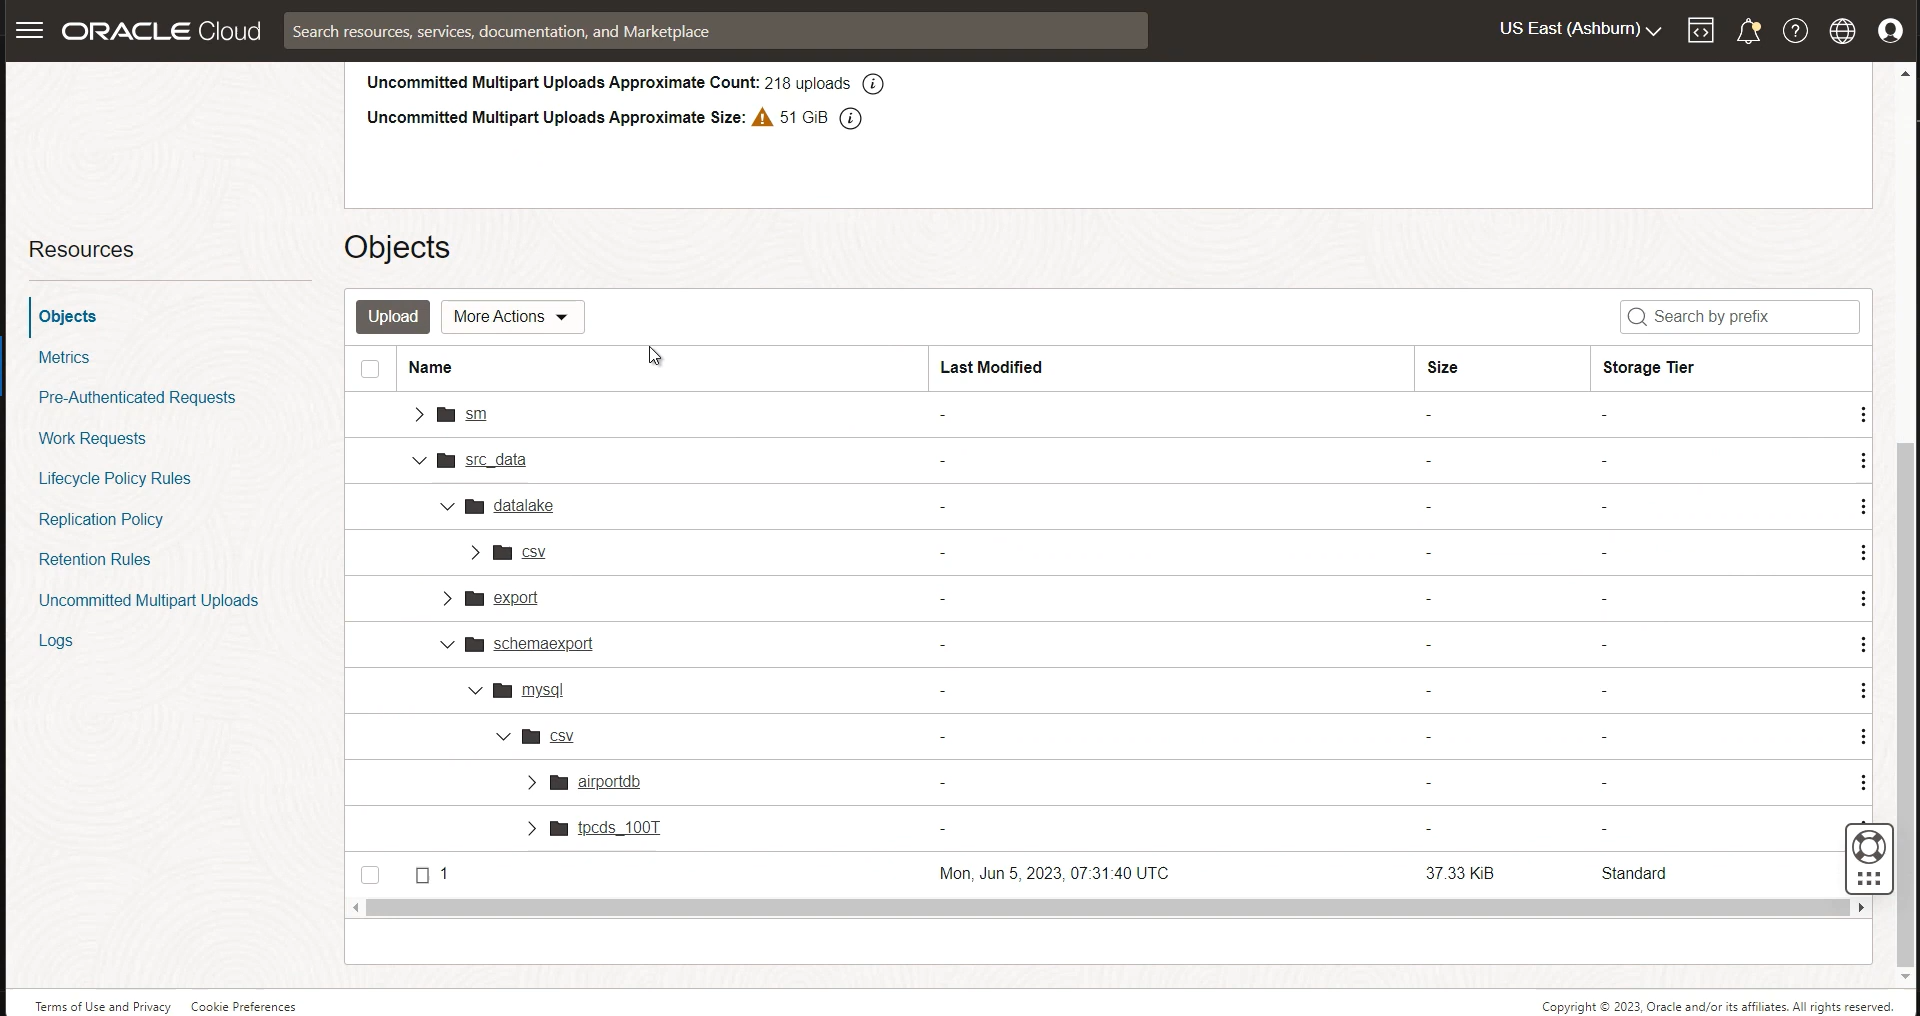 ORACLE Cloud
Search resources, services, documentation, and Marketplace
US East (Ashburn)
Uncommitted Multipart Uploads Approximate Count: 218 uploads
Uncommitted Multipart Uploads Approximate Size: 51 GiB
Resources
Objects
Metrics
Pre-Authenticated Requests
Work Requests
Lifecycle Policy Rules
Replication Policy
Retention Rules
Uncommitted Multipart Uploads
Logs
Objects
Upload More Actions Search by prefix
Name Last Modified Size Storage Tier
sm - - -
src_data - - -
datalake - - -
csv - - -
export - - -
schemaexport - - -
mysql - - -
csv - - -
airportdb - - -
tpcds_100T - - -
1 Mon, Jun 5, 2023, 07:31:40 UTC 37.33 KiB Standard
Terms of Use and Privacy Cookie Preferences
Copyright © 2023, Oracle and/or its affiliates. All rights reserved.